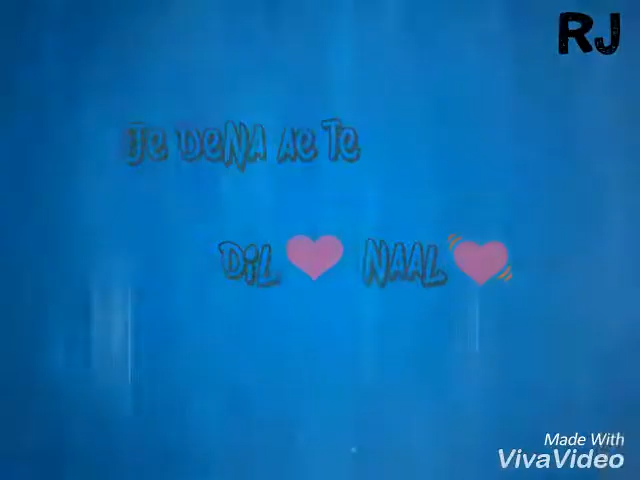 RJ
Je DeNA Ae Te
DiL 💗 NAAL 💓
Made With
VivaVideo